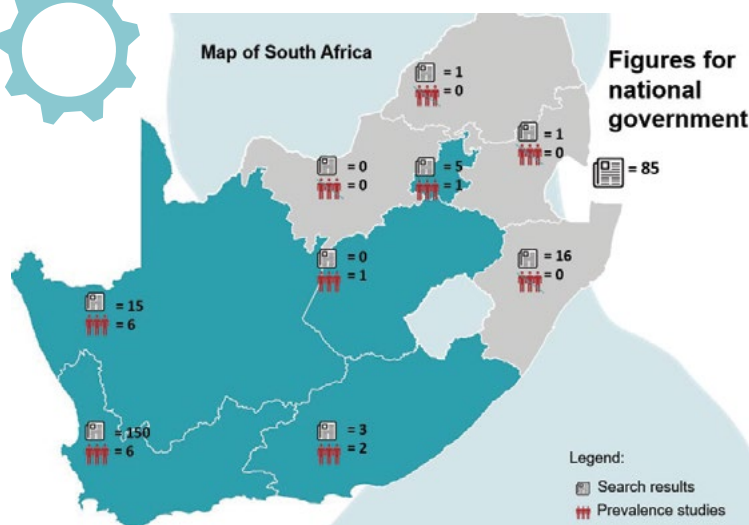 Map of South Africa
Figures for
national
government
= 85
= 1
= 0
= 1
= 0
= 0
= 0
= 5
= 1
= 0
= 1
= 16
= 0
= 15
= 6
= 150
= 6
= 3
= 2
Legend:
Search results
Prevalence studies